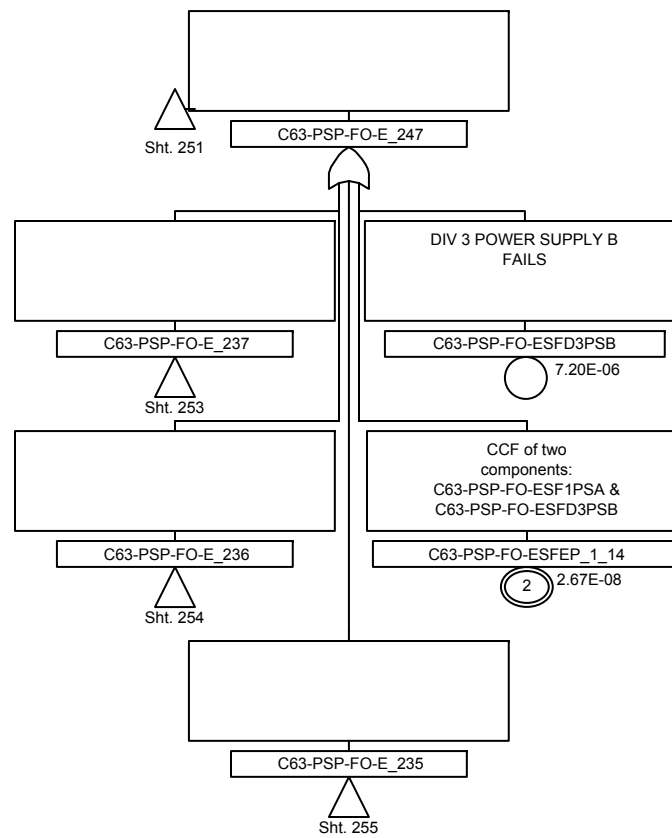 Sht. 251
C63-PSP-FO-E_247
C63-PSP-FO-E_237
Sht. 253
DIV 3 POWER SUPPLY B
FAILS
C63-PSP-FO-ESFD3PSB
7.20E-06
C63-PSP-FO-E_236
Sht. 254
CCF of two
components:
C63-PSP-FO-ESF1PSA &
C63-PSP-FO-ESFD3PSB
C63-PSP-FO-ESFEP_1_14
2
2.67E-08
C63-PSP-FO-E_235
Sht. 255